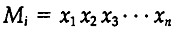 Mᵢ = x₁ x₂ x₃ ⋯ xₙ